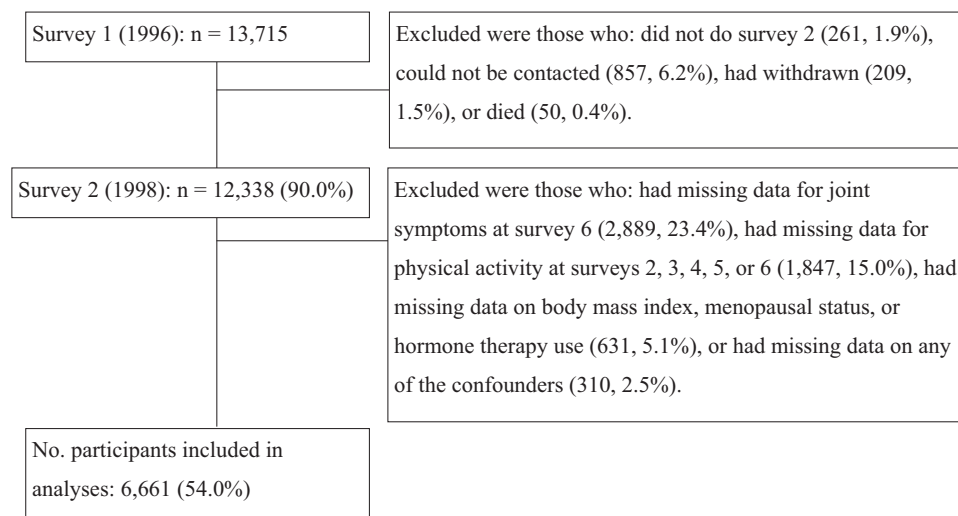 Survey 1 (1996): n = 13,715
Excluded were those who: did not do survey 2 (261, 1.9%),
could not be contacted (857, 6.2%), had withdrawn (209,
1.5%), or died (50, 0.4%).
Survey 2 (1998): n = 12,338 (90.0%)
Excluded were those who: had missing data for joint
symptoms at survey 6 (2,889, 23.4%), had missing data for
physical activity at surveys 2, 3, 4, 5, or 6 (1,847, 15.0%), had
missing data on body mass index, menopausal status, or
hormone therapy use (631, 5.1%), or had missing data on any
of the confounders (310, 2.5%).
No. participants included in
analyses: 6,661 (54.0%)